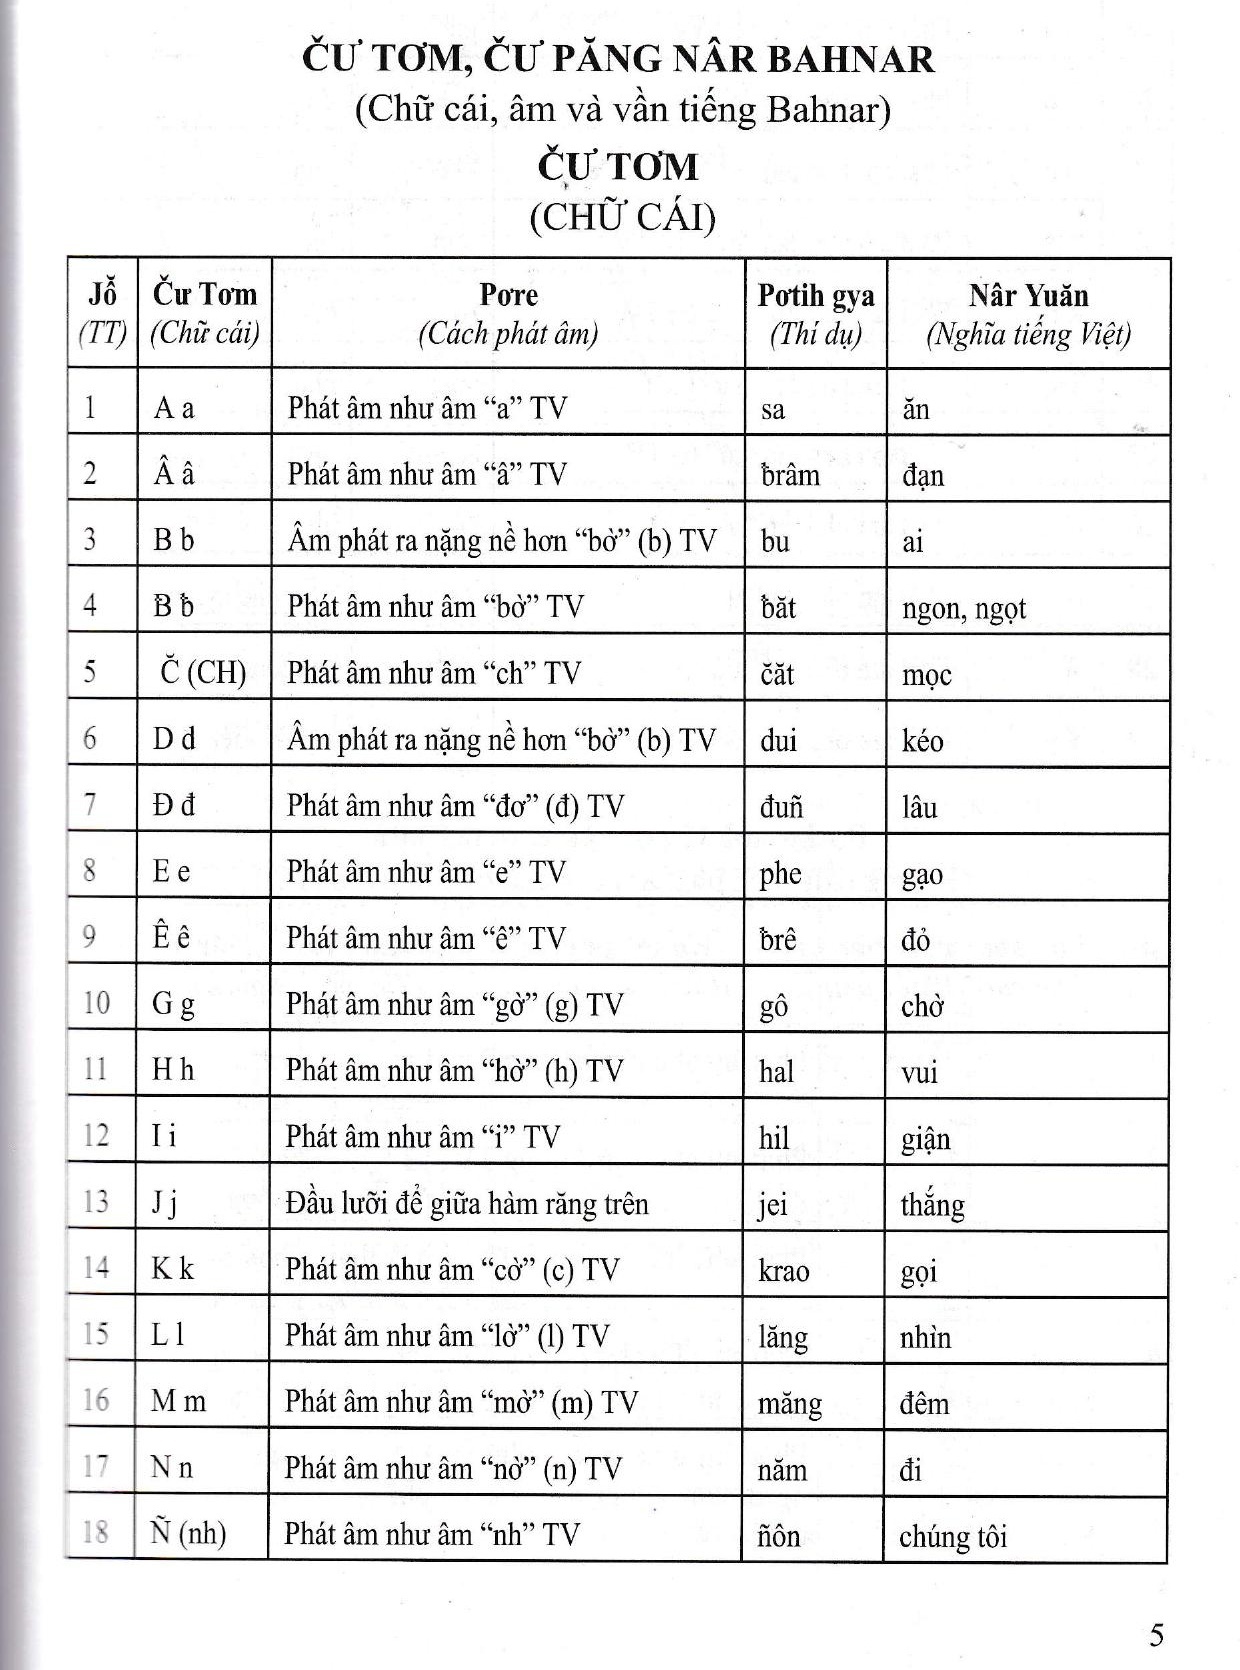 ČƯ TƠM, ČƯ PĂNG NÂR BAHNAR
(Chữ cái, âm và vần tiếng Bahnar)
ČƯ TƠM
(CHỮ CÁI)
Jỗ Čư Tơm Pơre Pơtih gya Nâr Yuăn
(TT) (Chữ cái) (Cách phát âm) (Thí dụ) (Nghĩa tiếng Việt)
1 A a Phát âm như âm “a” TV sa ăn
2 Â â Phát âm như âm “â” TV ƀrâm đạn
3 B b Âm phát ra nặng nề hơn “bờ” (b) TV bu ai
4 Ƀ ƀ Phát âm như âm “bờ” TV ƀăt ngon, ngọt
5 Č (CH) Phát âm như âm “ch” TV čăt mọc
6 D d Âm phát ra nặng nề hơn “bờ” (b) TV dui kéo
7 Đ đ Phát âm như âm “đơ” (đ) TV đuñ lâu
8 E e Phát âm như âm “e” TV phe gạo
9 Ê ê Phát âm như âm “ê” TV ƀrê đỏ
10 G g Phát âm như âm “gờ” (g) TV gô chờ
11 H h Phát âm như âm “hờ” (h) TV hal vui
12 I i Phát âm như âm “i” TV hil giận
13 J j Đầu lưỡi để giữa hàm răng trên jei thắng
14 K k Phát âm như âm “cờ” (c) TV krao gọi
15 L l Phát âm như âm “lờ” (l) TV lăng nhìn
16 M m Phát âm như âm “mờ” (m) TV măng đêm
17 N n Phát âm như âm “nờ” (n) TV năm đi
18 Ñ (nh) Phát âm như âm “nh” TV ñôn chúng tôi
5